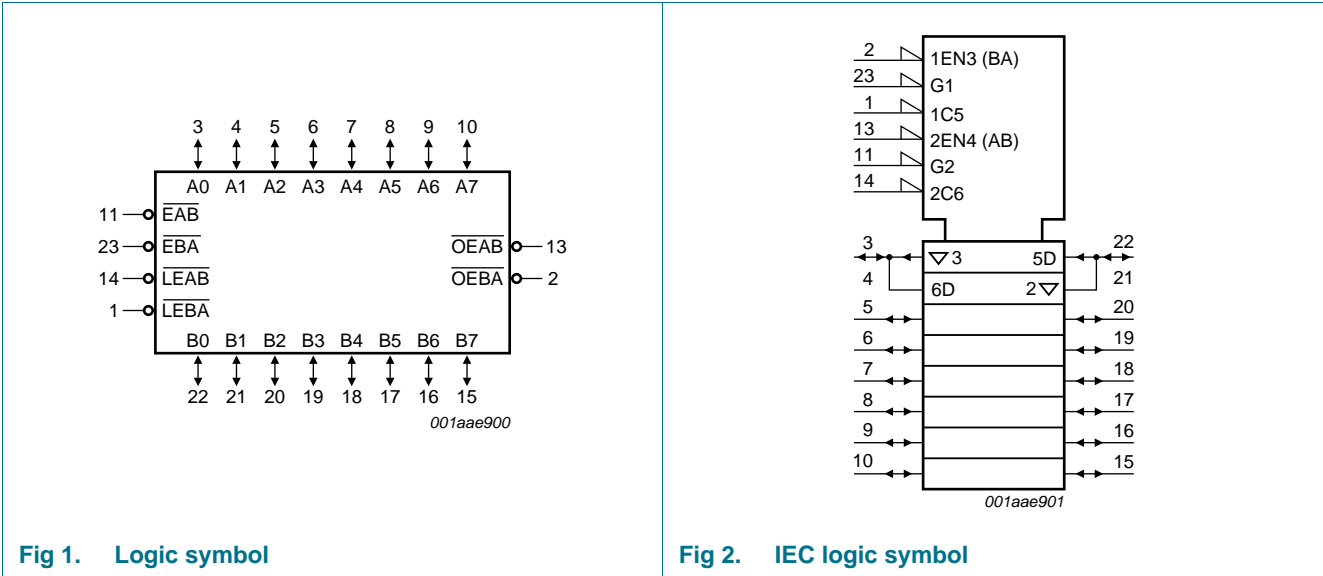 3 4 5 6 7 8 9 10
A0 A1 A2 A3 A4 A5 A6 A7
11 EAB
23 EBA OEAB 13
14 LEAB OEBA 2
1 LEBA
B0 B1 B2 B3 B4 B5 B6 B7
22 21 20 19 18 17 16 15
001aae900
Fig 1. Logic symbol
2 1EN3 (BA)
23 G1
1 1C5
13 2EN4 (AB)
11 G2
14 2C6
3 ▽ 3 5D 22
4 6D 2 ▽ 21
5 20
6 19
7 18
8 17
9 16
10 15
001aae901
Fig 2. IEC logic symbol